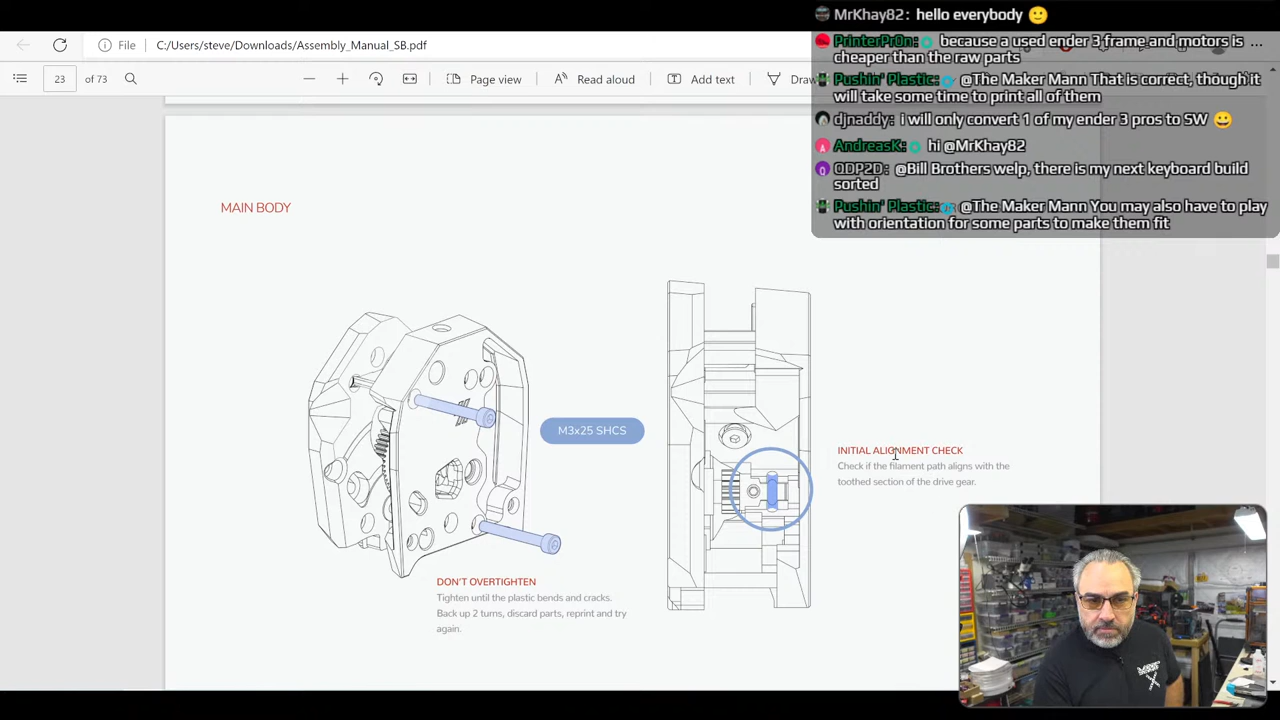 MrKhay82: hello everybody 🙂
PrinterPr0n: because a used ender 3 frame and motors is
cheaper than the raw parts
Pushin' Plastic: @The Maker Mann That is correct, though it
will take some time to print all of them
djnaddy: i will only convert 1 of my ender 3 pros to SW 😀
AndreasK: hi @MrKhay82
QDP2D: @Bill Brothers welp, there is my next keyboard build
sorted
Pushin' Plastic: @The Maker Mann You may also have to play
with orientation for some parts to make them fit
File C:/Users/steve/Downloads/Assembly_Manual_SB.pdf
23 of 73 Page view Read aloud Add text Draw
MAIN BODY
M3x25 SHCS
INITIAL ALIGNMENT CHECK
Check if the filament path aligns with the
toothed section of the drive gear.
DON'T OVERTIGHTEN
Tighten until the plastic bends and cracks.
Back up 2 turns, discard parts, reprint and try
again.